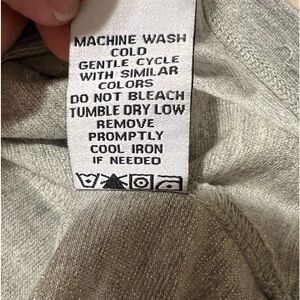 MACHINE WASH
COLD
GENTLE CYCLE
WITH SIMILAR
COLORS
DO NOT BLEACH
TUMBLE DRY LOW
REMOVE
PROMPTLY
COOL IRON
IF NEEDED